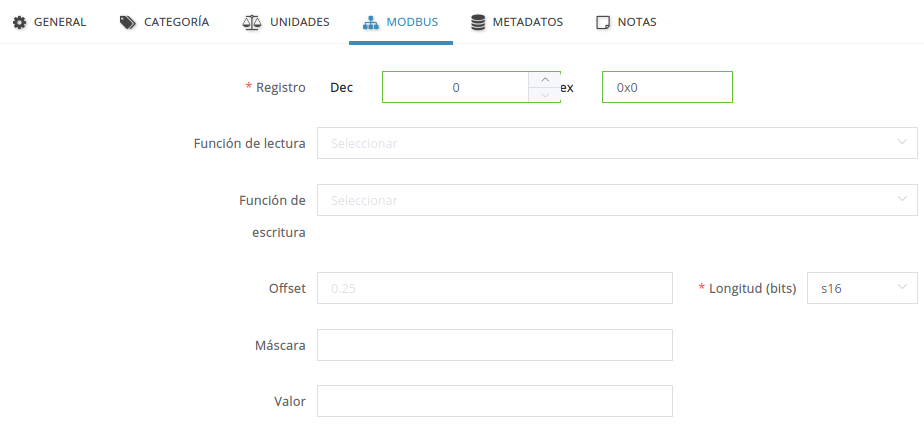 GENERAL CATEGORÍA UNIDADES MODBUS METADATOS NOTAS
* Registro Dec 0 ex 0x0
Función de lectura Seleccionar
Función de Seleccionar
escritura
Offset 0.25 * Longitud (bits) s16
Máscara
Valor